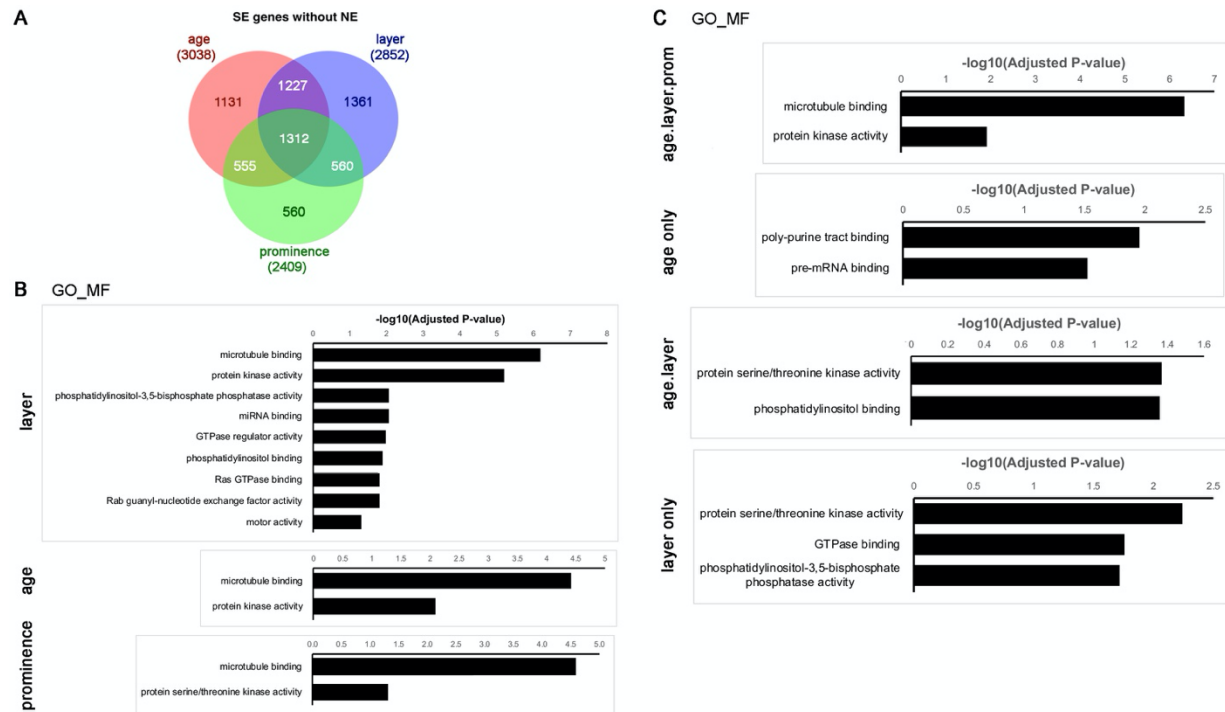 A
SE genes without NE
age
(3038)
layer
(2852)
1227
1131
1361
1312
555
560
560
prominence
(2409)
B GO_MF
layer
-log10(Adjusted P-value)
0 1 2 3 4 5 6 7 8
microtubule binding
protein kinase activity
phosphatidylinositol-3,5-bisphosphate phosphatase activity
miRNA binding
GTPase regulator activity
phosphatidylinositol binding
Ras GTPase binding
Rab guanyl-nucleotide exchange factor activity
motor activity
age
0 0.5 1 1.5 2 2.5 3 3.5 4 4.5 5
microtubule binding
protein kinase activity
prominence
0.0 0.5 1.0 1.5 2.0 2.5 3.0 3.5 4.0 4.5 5.0
microtubule binding
protein serine/threonine kinase activity
C GO_MF
age.layer.prom
-log10(Adjusted P-value)
0 1 2 3 4 5 6 7
microtubule binding
protein kinase activity
age only
-log10(Adjusted P-value)
0 0.5 1 1.5 2 2.5
poly-purine tract binding
pre-mRNA binding
age.layer
-log10(Adjusted P-value)
0 0.2 0.4 0.6 0.8 1 1.2 1.4 1.6
protein serine/threonine kinase activity
phosphatidylinositol binding
layer only
-log10(Adjusted P-value)
0 0.5 1 1.5 2 2.5
protein serine/threonine kinase activity
GTPase binding
phosphatidylinositol-3,5-bisphosphate
phosphatase activity